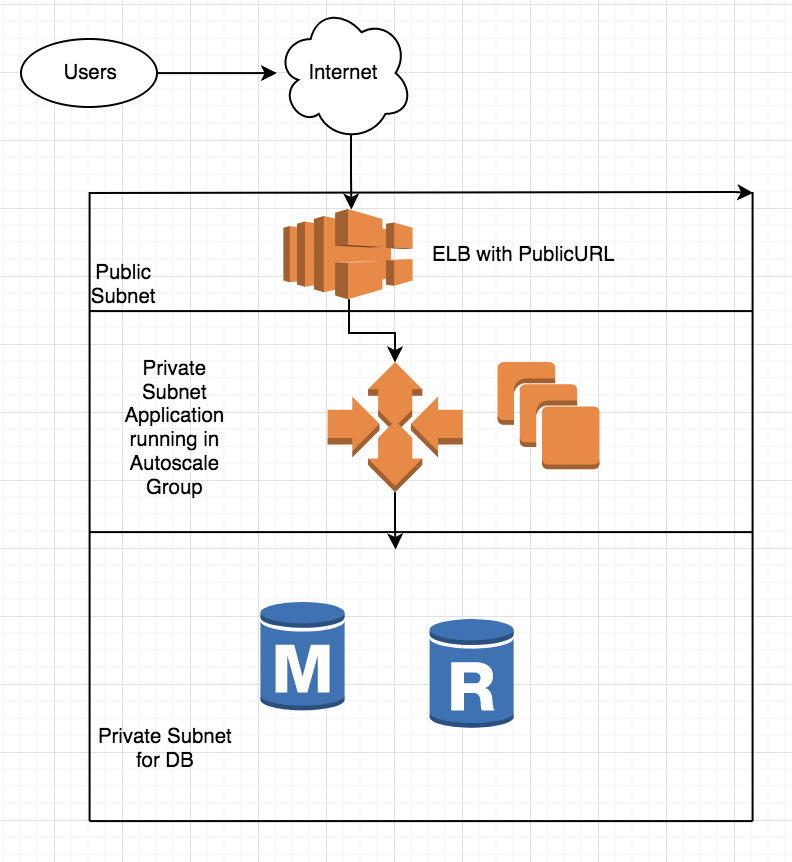 Users
Internet
ELB with PublicURL
Public
Subnet
Private
Subnet
Application
running in
Autoscale
Group
M
R
Private Subnet
for DB